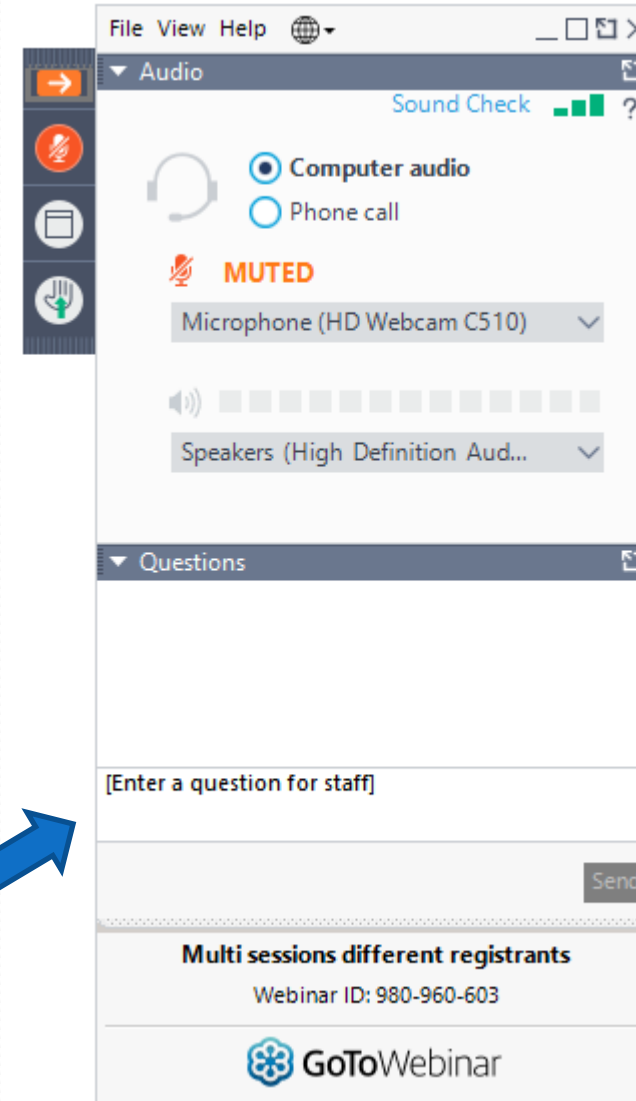 File View Help
Audio
Sound Check ?
Computer audio
Phone call
MUTED
Microphone (HD Webcam C510)
Speakers (High Definition Aud...
Questions
[Enter a question for staff]
Send
Multi sessions different registrants
Webinar ID: 980-960-603
GoToWebinar